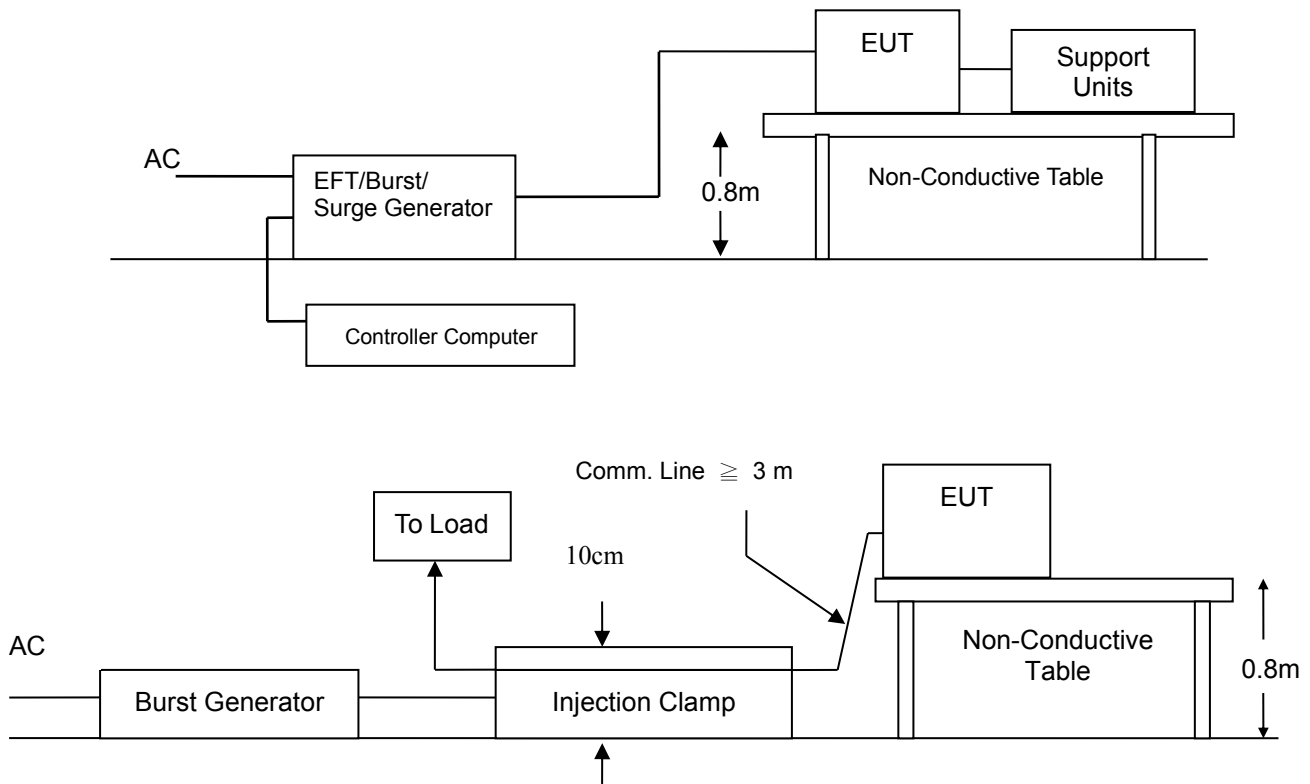 EUT
Support
Units
AC
EFT/Burst/
Surge Generator
0.8m
Non-Conductive Table
Controller Computer
Comm. Line ≧ 3 m
EUT
To Load
10cm
AC
Non-Conductive
Table
0.8m
Burst Generator
Injection Clamp